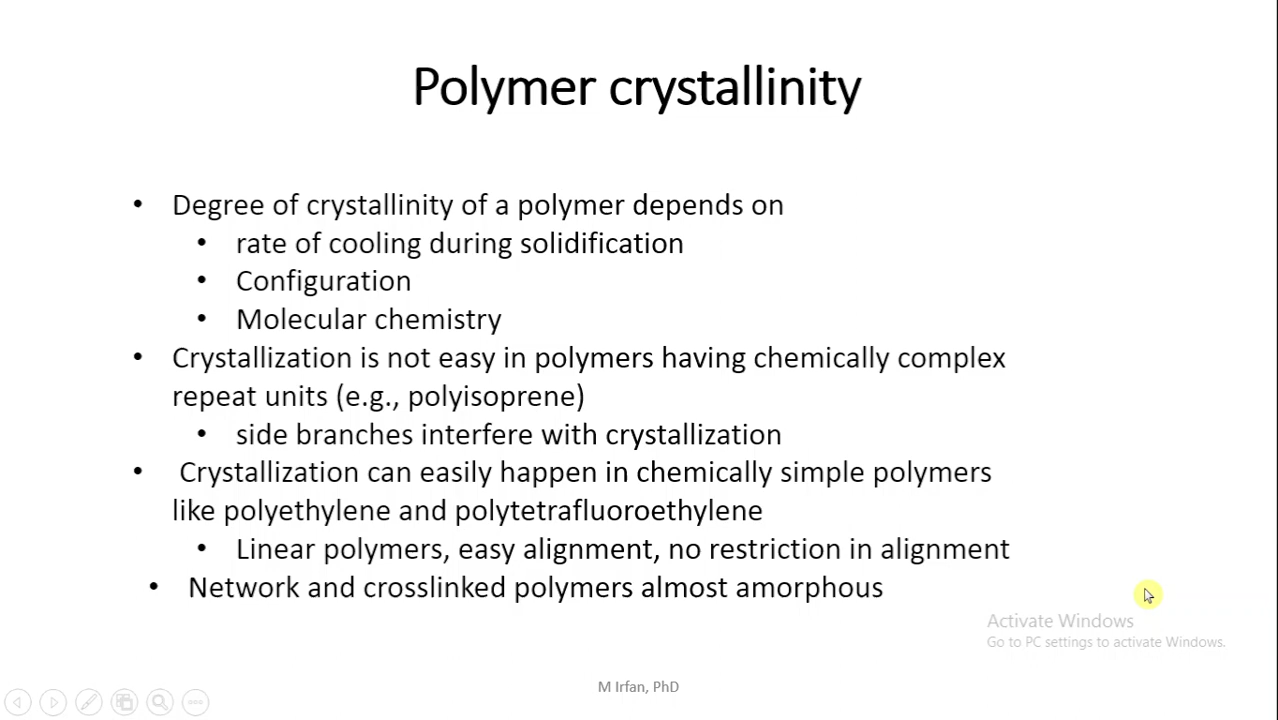 Polymer crystallinity
• Degree of crystallinity of a polymer depends on
• rate of cooling during solidification
• Configuration
• Molecular chemistry
• Crystallization is not easy in polymers having chemically complex
repeat units (e.g., polyisoprene)
• side branches interfere with crystallization
• Crystallization can easily happen in chemically simple polymers
like polyethylene and polytetrafluoroethylene
• Linear polymers, easy alignment, no restriction in alignment
• Network and crosslinked polymers almost amorphous
Activate Windows
Go to PC settings to activate Windows.
M Irfan, PhD